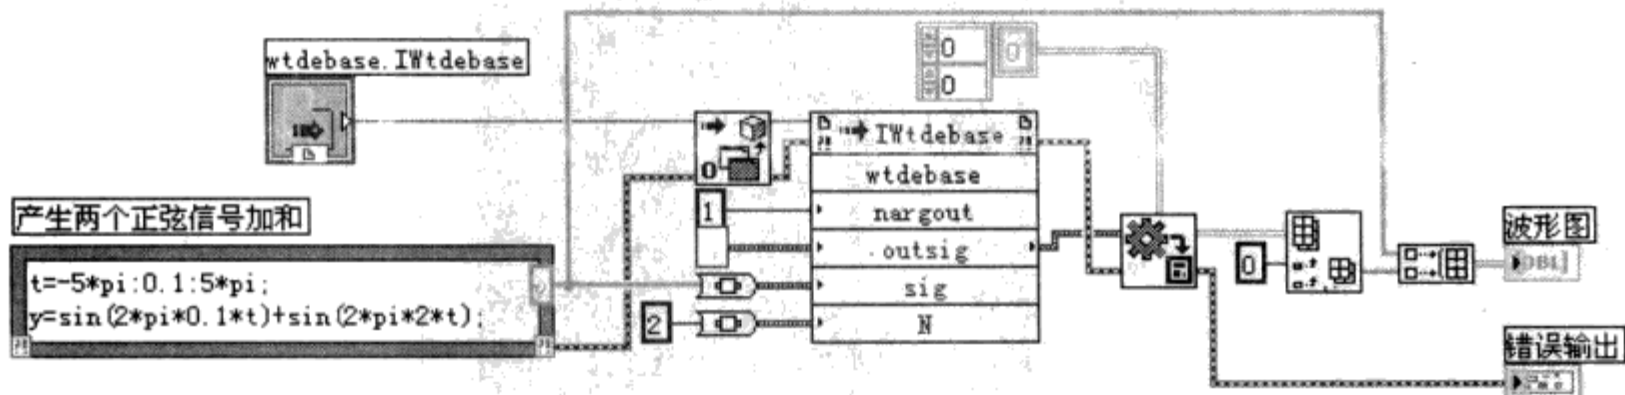 wtdebase.IWtdebase
0
0
0
IWtdebase
wtdebase
nargout
outsig
sig
N
0
1
2
0
产生两个正弦信号加和
t=-5*pi:0.1:5*pi;
y=sin(2*pi*0.1*t)+sin(2*pi*2*t);
波形图
错误输出